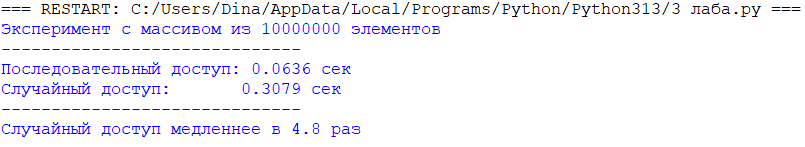 === RESTART: C:/Users/Dina/AppData/Local/Programs/Python/Python313/3 лаба.py ===
Эксперимент с массивом из 10000000 элементов
------------------------------
Последовательный доступ: 0.0636 сек
Случайный доступ:       0.3079 сек
------------------------------
Случайный доступ медленнее в 4.8 раз